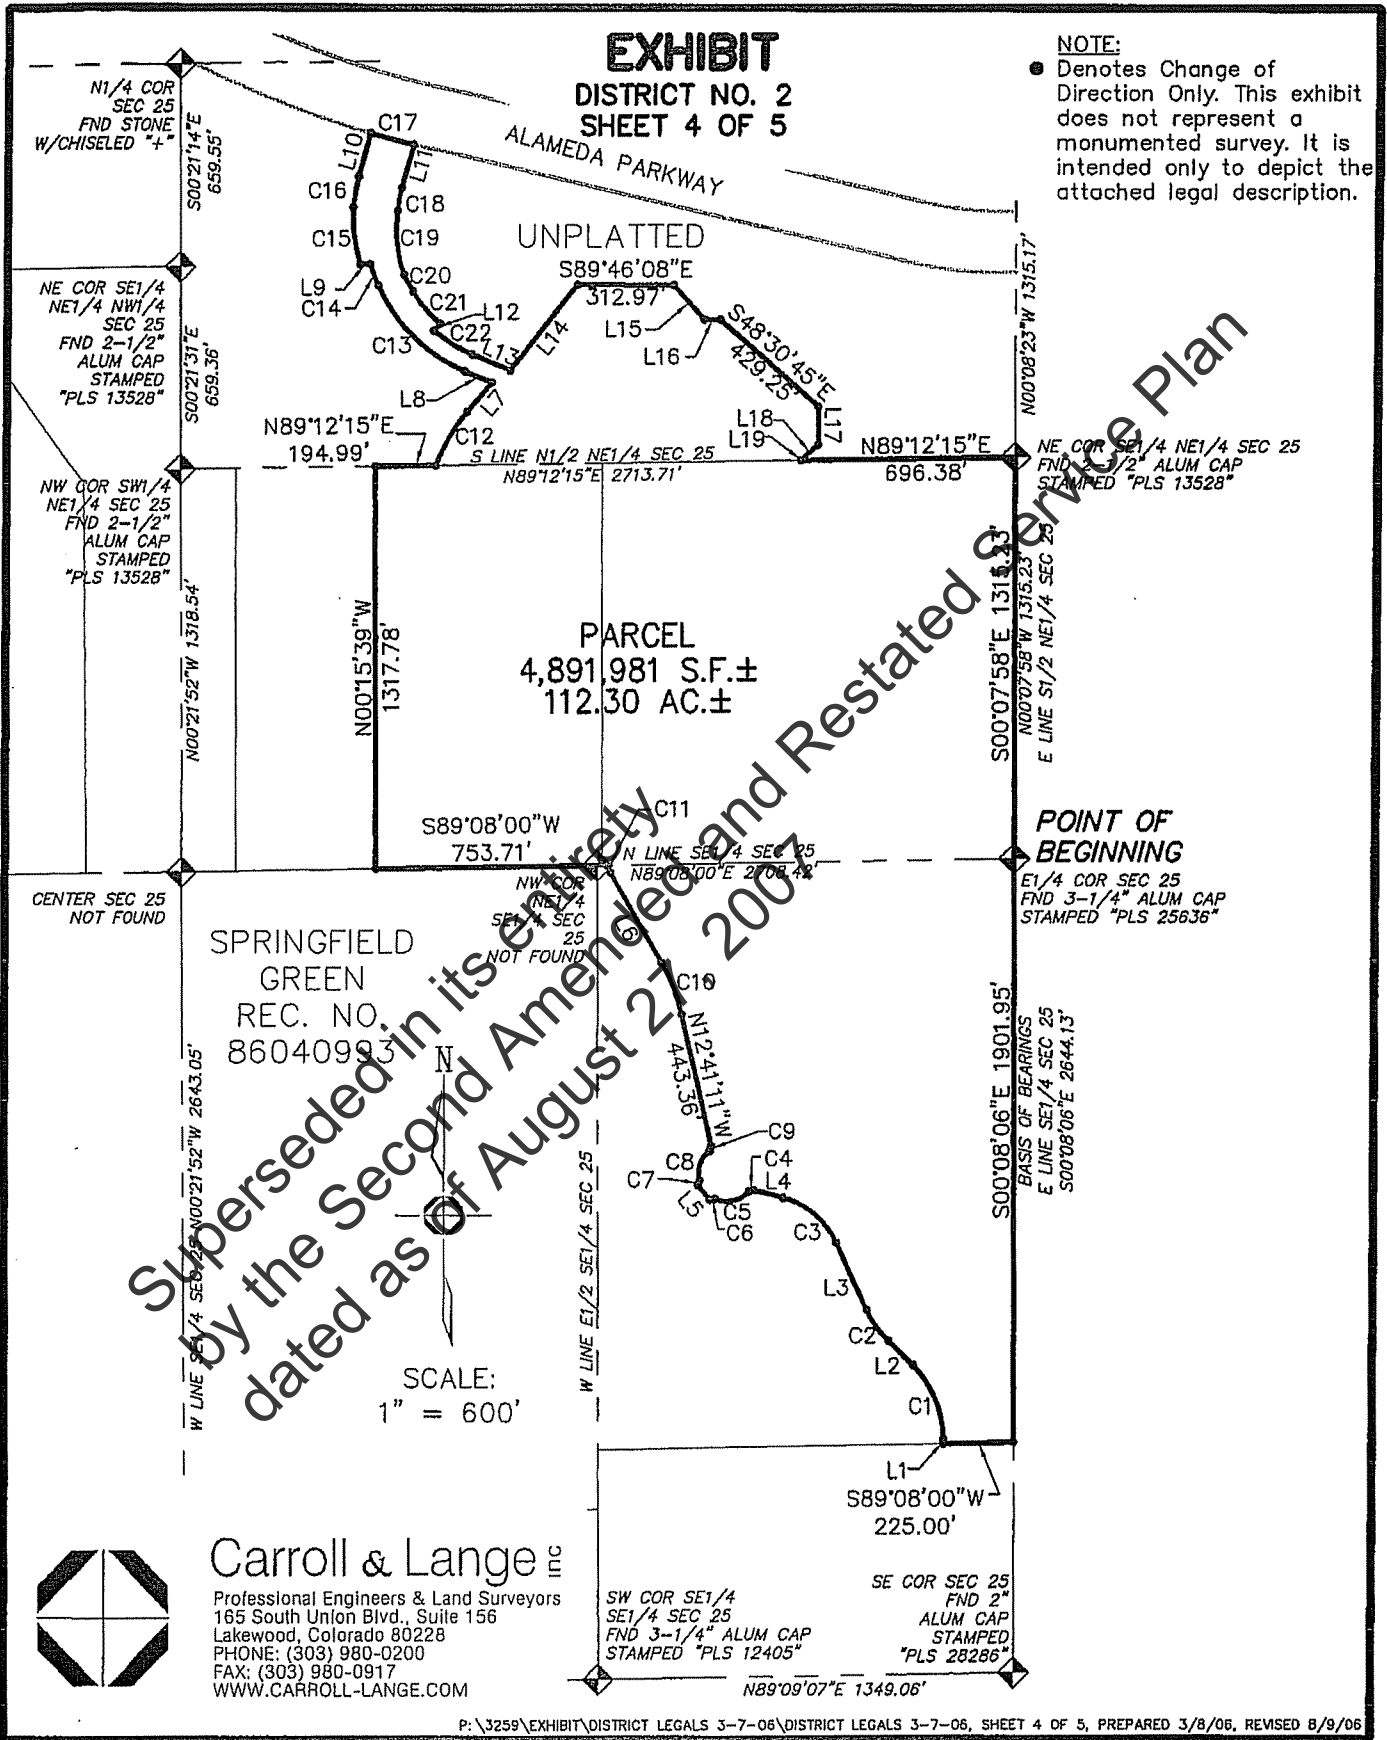 EXHIBIT
DISTRICT NO. 2
SHEET 4 OF 5
NOTE:
● Denotes Change of
Direction Only. This exhibit
does not represent a
monumented survey. It is
intended only to depict the
attached legal description.
N1/4 COR
SEC 25
FND STONE
W/CHISELED "+"
S00°21'14"E
659.55'
C17
L10
L11
ALAMEDA PARKWAY
C16
C18
C15
C19
UNPLATTED
S89°46'08"E
312.97'
N00°08'23"W 1315.17'
NE COR SE1/4
NE1/4 NW1/4
SEC 25
FND 2-1/2"
ALUM CAP
STAMPED
"PLS 13528"
S00°21'31"E
659.36'
L9
C14
C20
C21
L12
C22
C13
L13
L14
L15
L16
S48°30'45"E
429.25'
L8
L7
L17
L18
L19
C12
N89°12'15"E
194.99'
S LINE N1/2 NE1/4 SEC 25
N89°12'15"E 2713.71'
N89°12'15"E
696.38'
NE COR SE1/4 NE1/4 SEC 25
FND 2-1/2" ALUM CAP
STAMPED "PLS 13528"
NW COR SW1/4
NE1/4 SEC 25
FND 2-1/2"
ALUM CAP
STAMPED
"PLS 13528"
N00°21'52"W 1318.54'
N00°15'39"W
1317.78'
PARCEL
4,891,981 S.F.±
112.30 AC.±
S00°07'58"E 1315.23'
N00°07'58"W 1315.23'
E LINE S1/2 NE1/4 SEC 25
S89°08'00"W
753.71'
C11
N LINE SE1/4 SEC 25
N89°08'00"E 2708.42'
POINT OF
BEGINNING
E1/4 COR SEC 25
FND 3-1/4" ALUM CAP
STAMPED "PLS 25636"
CENTER SEC 25
NOT FOUND
NW COR
NE1/4
SE1/4 SEC
25
NOT FOUND
L6
SPRINGFIELD
GREEN
REC. NO.
86040993
C10
N12°41'11"W
443.36'
N
W LINE SE1/4 SEC 25 N00°21'52"W 2643.05'
S00°08'06"E 1901.95'
BASIS OF BEARINGS
E LINE SE1/4 SEC 25
S00°08'06"E 2644.13'
C9
C8
C4
C7
L4
L5
C5
C6
C3
W LINE E1/2 SE1/4 SEC 25
L3
C2
L2
C1
SCALE:
1" = 600'
L1
S89°08'00"W
225.00'
Superseded in its entirety
by the Second Amended and Restated Service Plan
dated as of August 27, 2007
Carroll & Lange inc
Professional Engineers & Land Surveyors
165 South Union Blvd., Suite 156
Lakewood, Colorado 80228
PHONE: (303) 980-0200
FAX: (303) 980-0917
WWW.CARROLL-LANGE.COM
SW COR SE1/4
SE1/4 SEC 25
FND 3-1/4" ALUM CAP
STAMPED "PLS 12405"
SE COR SEC 25
FND 2"
ALUM CAP
STAMPED
"PLS 28286"
N89°09'07"E 1349.06'
P:\3259\EXHIBIT\DISTRICT LEGALS 3-7-06\DISTRICT LEGALS 3-7-06, SHEET 4 OF 5, PREPARED 3/8/06, REVISED 8/9/06